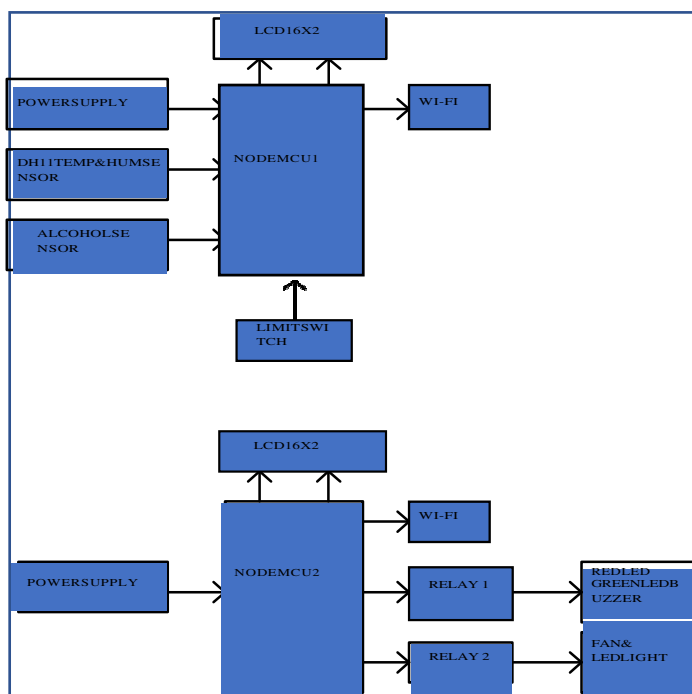 LCD16X2
POWERSUPPLY
WI-FI
NODEMCU1
DH11TEMP&HUMSE
NSOR
ALCOHOLSE
NSOR
LIMITSWI
TCH
LCD16X2
WI-FI
NODEMCU2
POWERSUPPLY
RELAY 1
REDLED
GREENLEDB
UZZER
RELAY 2
FAN&
LEDLIGHT